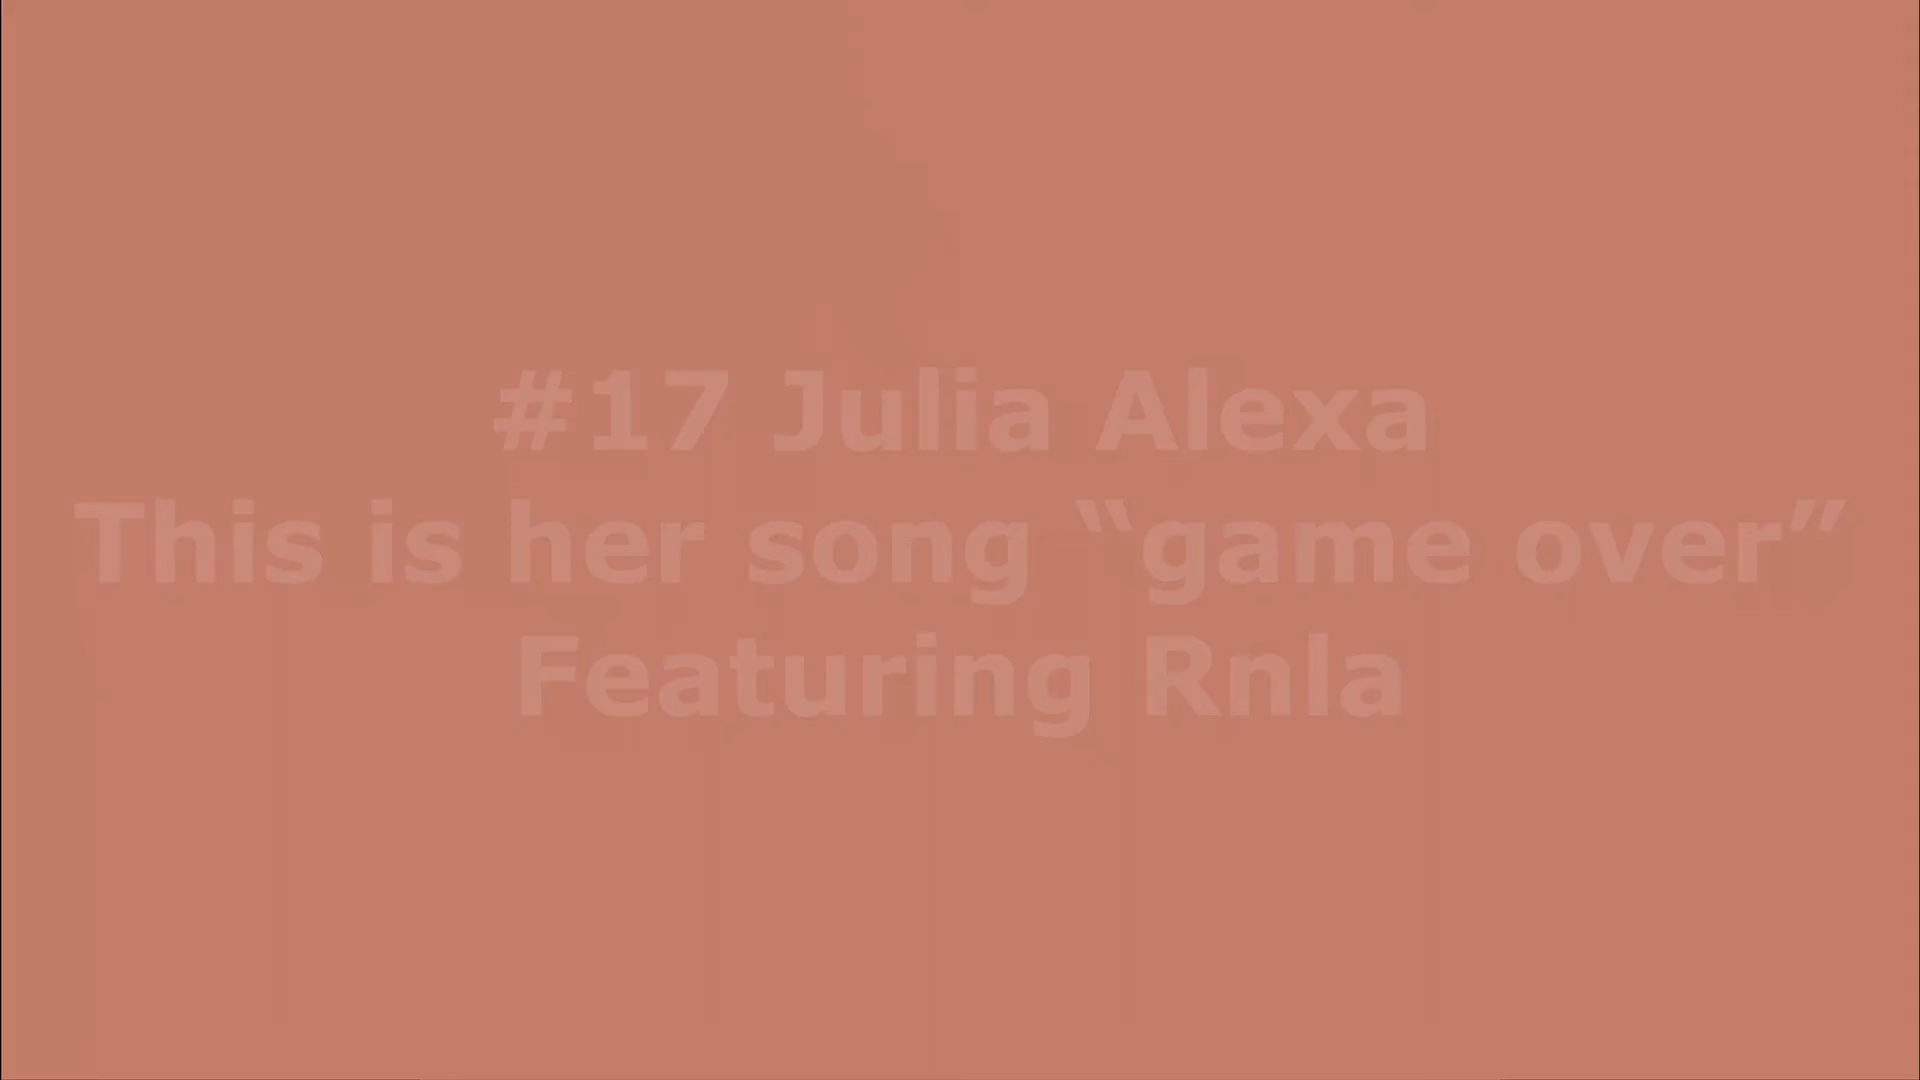 #17 Julia Alexa
This is her song “game over”
Featuring Rnla